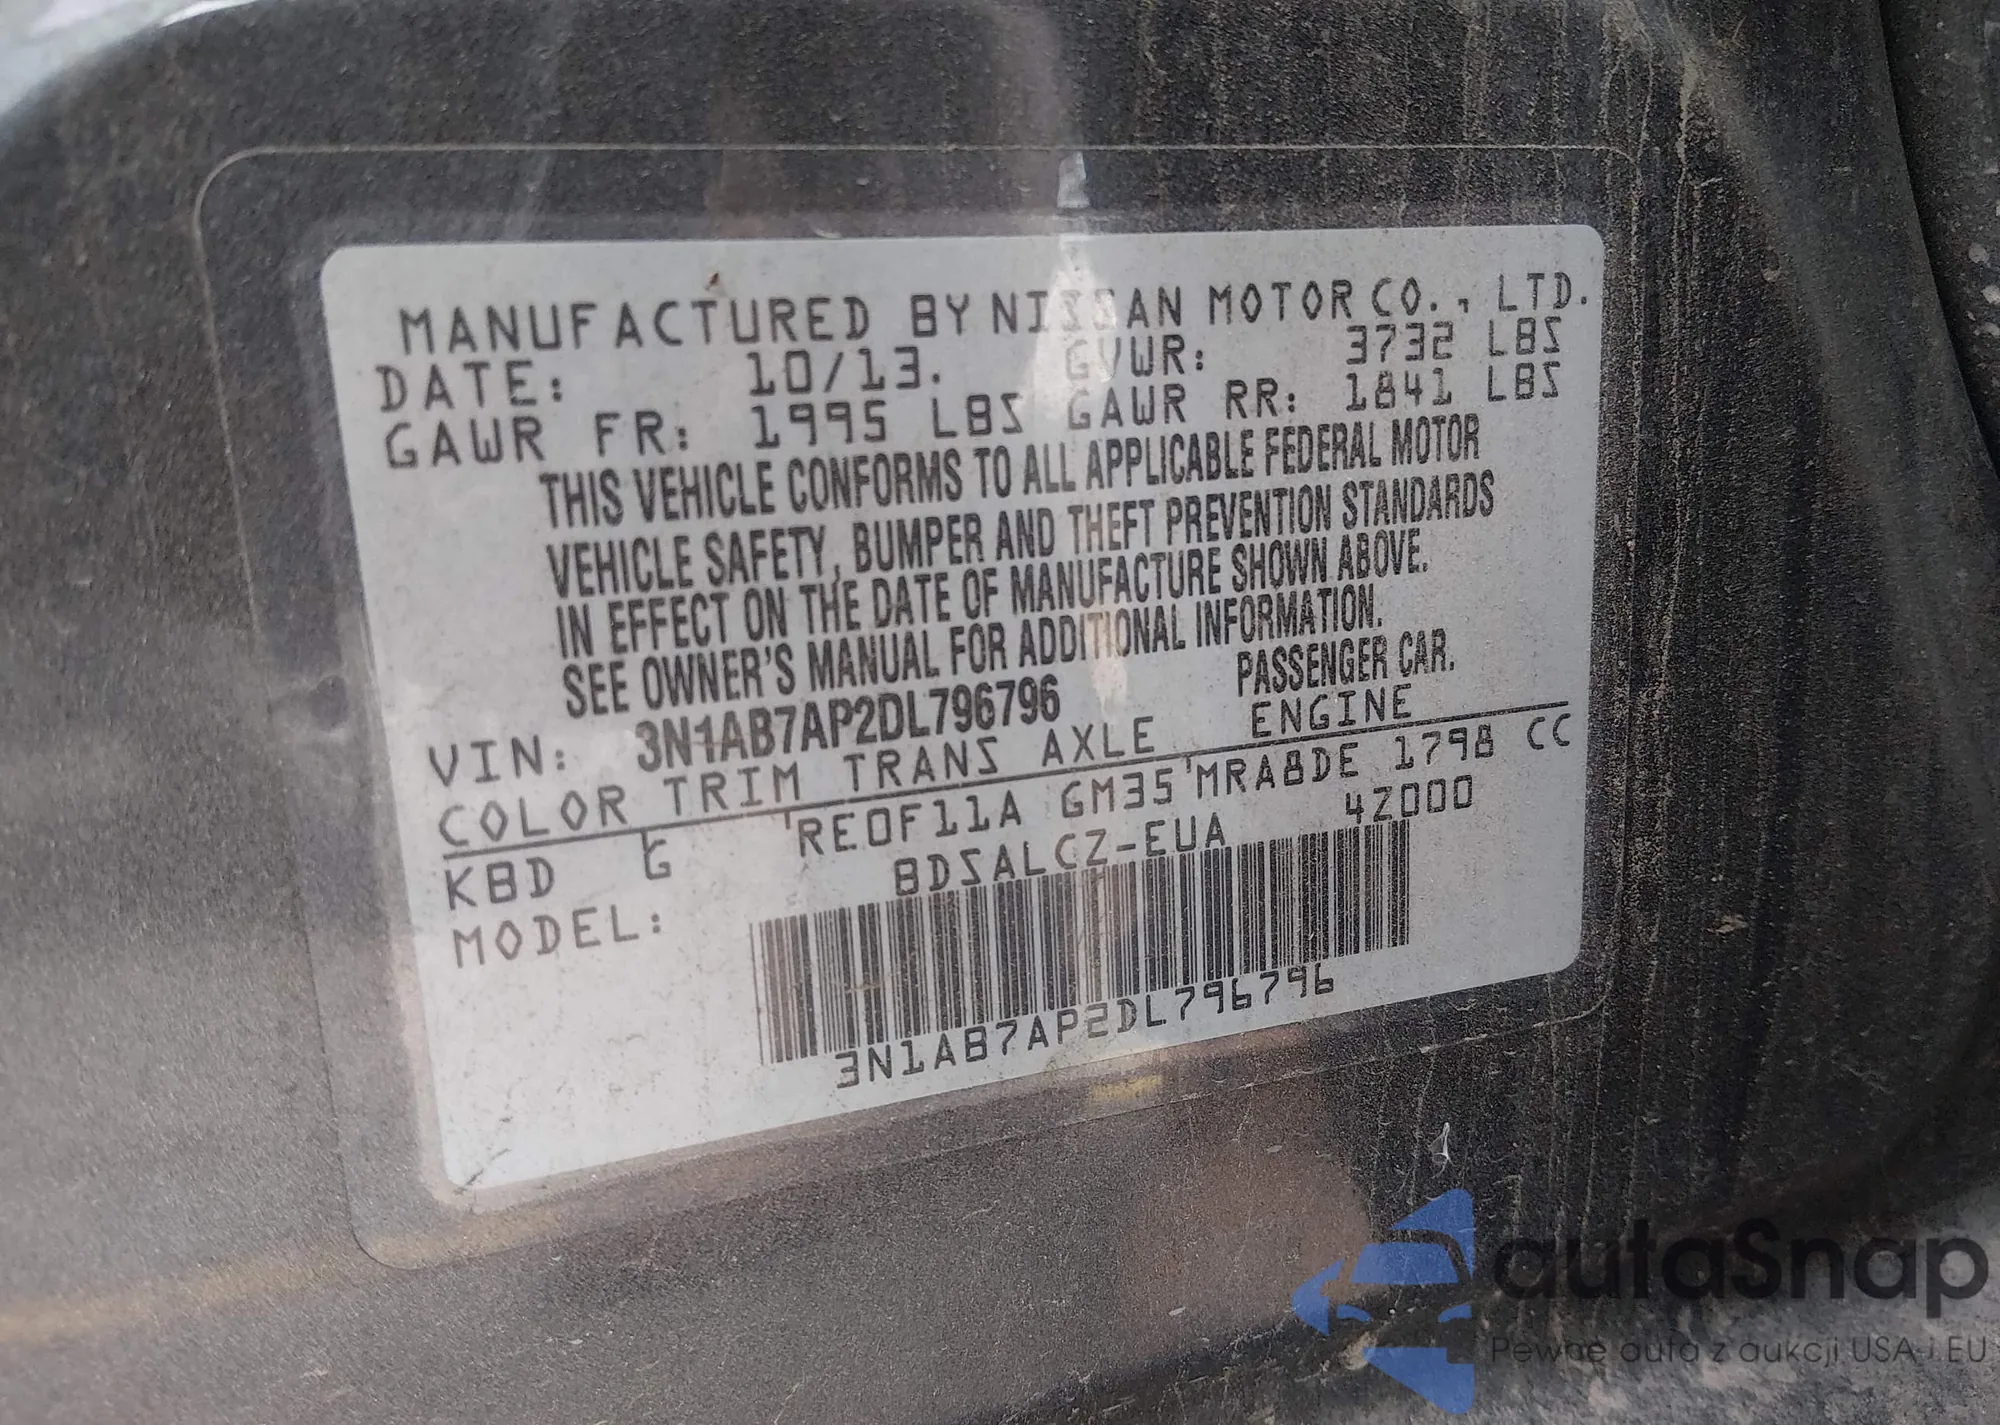 MANUFACTURED BY NISSAN MOTOR CO., LTD.
DATE: 10/13. GVWR: 3732 LBS
GAWR FR: 1995 LBS GAWR RR: 1841 LBS
THIS VEHICLE CONFORMS TO ALL APPLICABLE FEDERAL MOTOR
VEHICLE SAFETY, BUMPER AND THEFT PREVENTION STANDARDS
IN EFFECT ON THE DATE OF MANUFACTURE SHOWN ABOVE.
SEE OWNER'S MANUAL FOR ADDITIONAL INFORMATION.
VIN: 3N1AB7AP2DL796796 PASSENGER CAR.
COLOR TRIM TRANS AXLE ENGINE
KBD G RE0F11A GM35 MRA8DE 1798 CC
MODEL: BDSALCZ-EUA 4Z000
3N1AB7AP2DL796796
autaSnap
Pewne auta z aukcji USA i EU